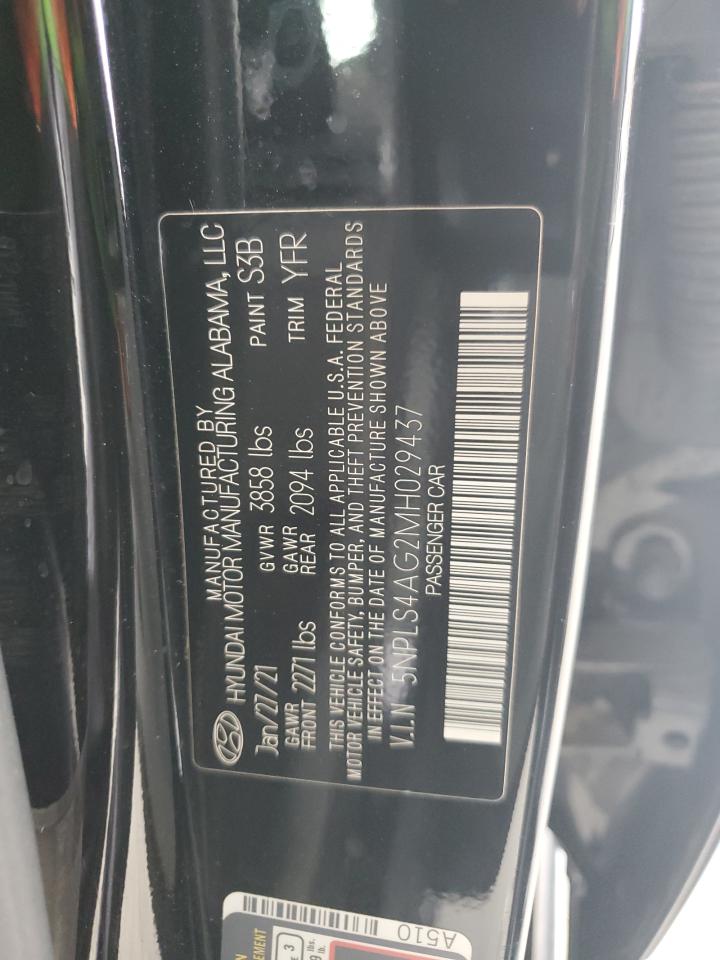 MANUFACTURED BY
HYUNDAI MOTOR MANUFACTURING ALABAMA, LLC
Jan/27/21 GVWR 3858 lbs PAINT S3B
GAWR FRONT 2271 lbs GAWR REAR 2094 lbs TRIM YFR
THIS VEHICLE CONFORMS TO ALL APPLICABLE U.S.A. FEDERAL
MOTOR VEHICLE SAFETY, BUMPER, AND THEFT PREVENTION STANDARDS
IN EFFECT ON THE DATE OF MANUFACTURE SHOWN ABOVE
V.I.N 5NPLS4AG2MH029437
PASSENGER CAR
A510
3